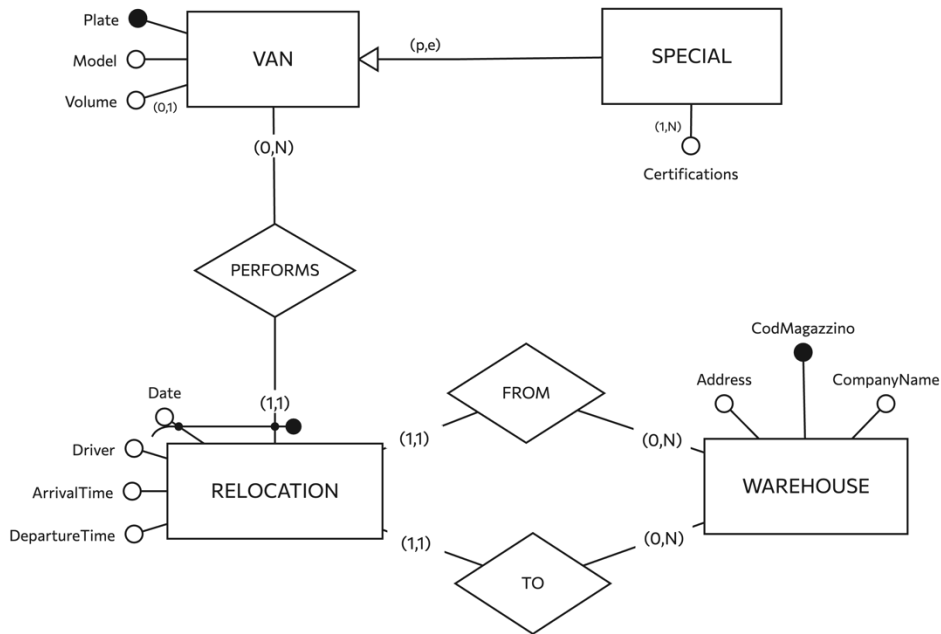 Plate
Model
Volume
(0,1)
VAN
(p,e)
SPECIAL
(1,N)
Certifications
(0,N)
PERFORMS
(1,1)
Date
Driver
ArrivalTime
DepartureTime
RELOCATION
(1,1)
FROM
(0,N)
(1,1)
TO
(0,N)
CodMagazzino
Address
CompanyName
WAREHOUSE